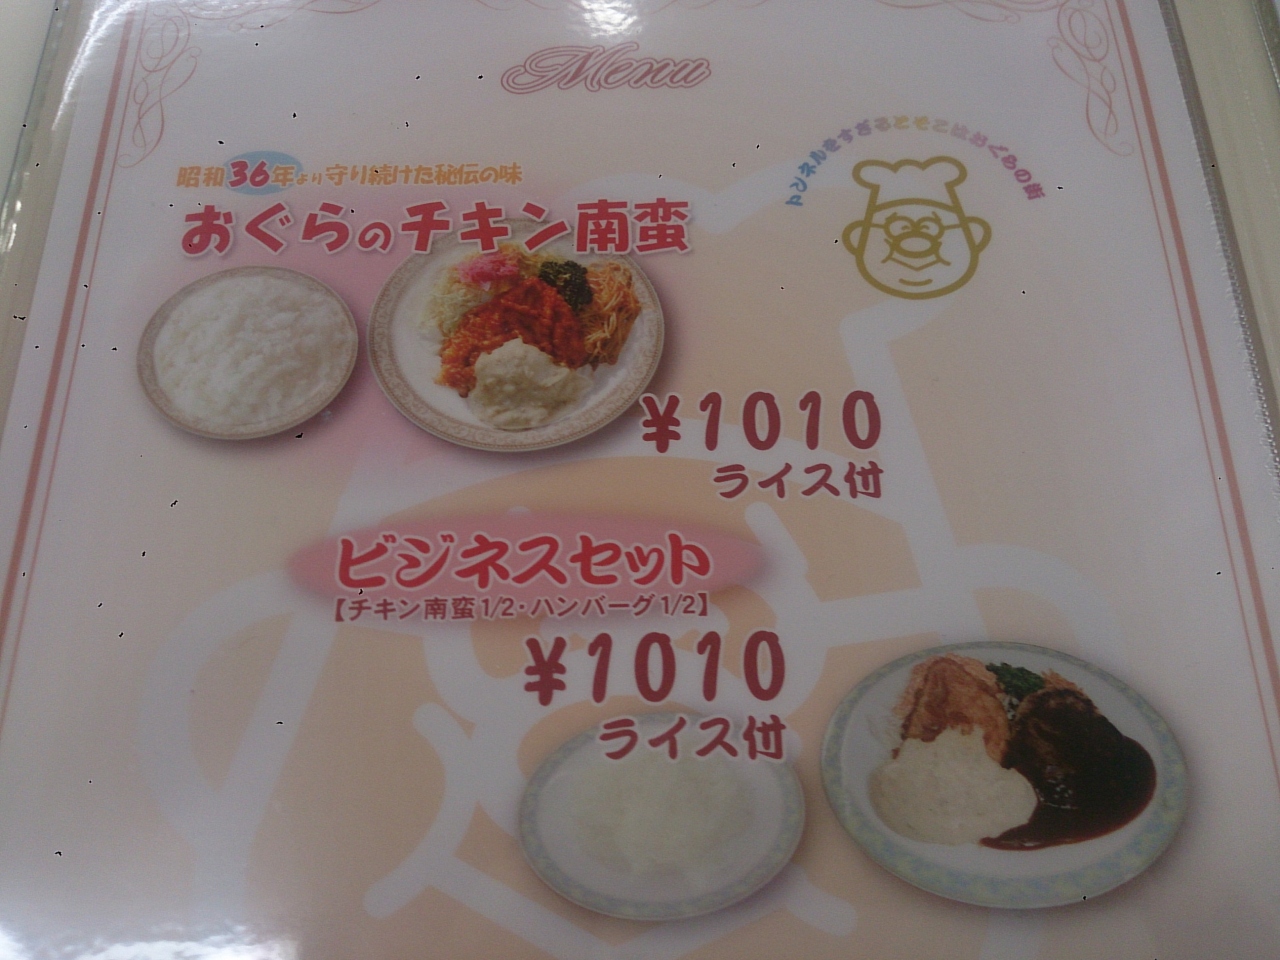 Menu
トンネルをすぎるとそこはおぐらの街
昭和36年より守り続けた秘伝の味
おぐらのチキン南蛮
¥1010
ライス付
ビジネスセット
【チキン南蛮1/2・ハンバーグ1/2】
¥1010
ライス付